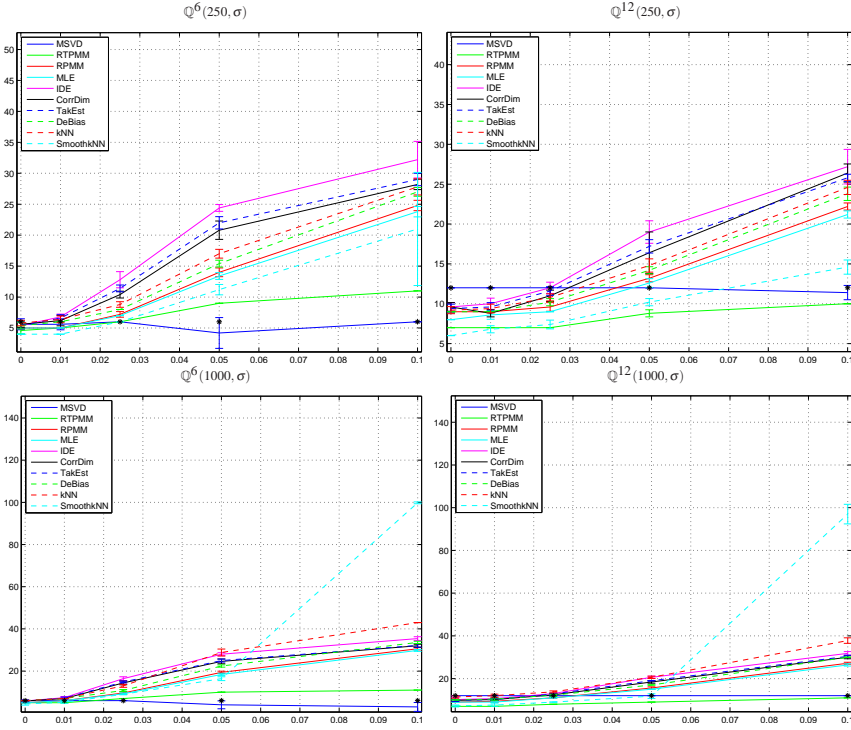 ℚ⁶(250, σ)
50
45
40
35
30
25
20
15
10
5
0 0.01 0.02 0.03 0.04 0.05 0.06 0.07 0.08 0.09 0.1
MSVD
RTPMM
RPMM
MLE
IDE
CorrDim
TakEst
DeBias
kNN
SmoothkNN
ℚ¹²(250, σ)
40
35
30
25
20
15
10
5
0 0.01 0.02 0.03 0.04 0.05 0.06 0.07 0.08 0.09 0.1
MSVD
RTPMM
RPMM
MLE
IDE
CorrDim
TakEst
DeBias
kNN
SmoothkNN
ℚ⁶(1000, σ)
140
120
100
80
60
40
20
0 0.01 0.02 0.03 0.04 0.05 0.06 0.07 0.08 0.09 0.1
MSVD
RTPMM
RPMM
MLE
IDE
CorrDim
TakEst
DeBias
kNN
SmoothkNN
ℚ¹²(1000, σ)
140
120
100
80
60
40
20
0 0.01 0.02 0.03 0.04 0.05 0.06 0.07 0.08 0.09 0.1
MSVD
RTPMM
RPMM
MLE
IDE
CorrDim
TakEst
DeBias
kNN
SmoothkNN